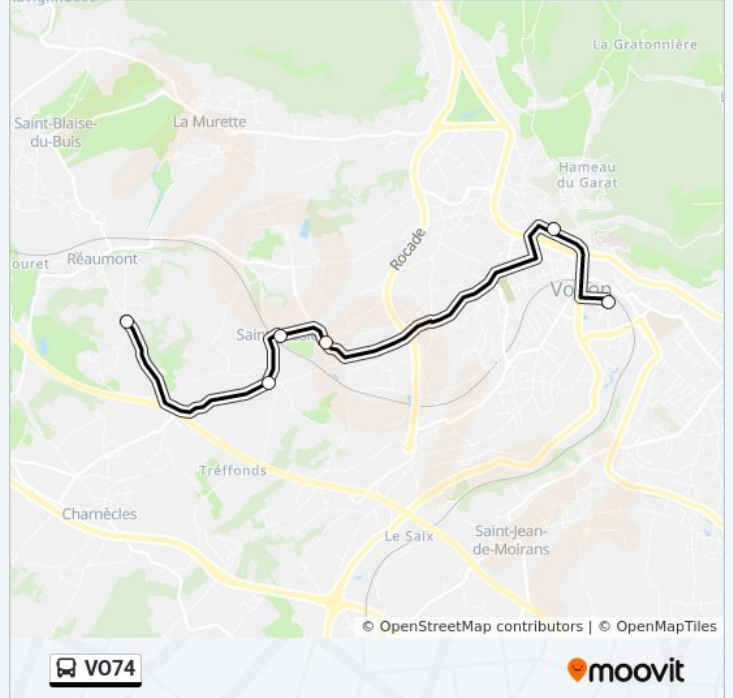 La Gratonnière
Saint-Blaise-
du-Buis
La Murette
Hameau
du Garat
Rocade
ouret
Réaumont
Tréffonds
Charnècles
Le Saix
Saint-Jean-
de-Moirans
© OpenStreetMap contributors | © OpenMapTiles
VO74
moovit